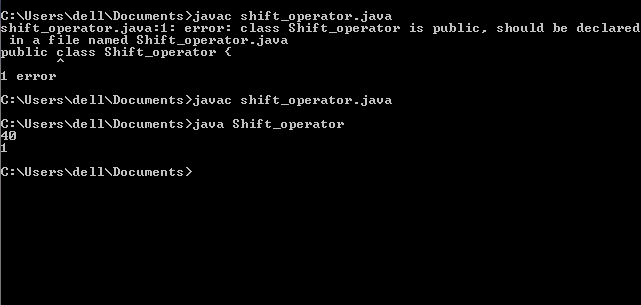 C:\Users\dell\Documents>javac shift_operator.java
shift_operator.java:1: error: class Shift_operator is public, should be declared
 in a file named Shift_operator.java
public class Shift_operator {
       ^
1 error
C:\Users\dell\Documents>javac shift_operator.java
C:\Users\dell\Documents>java Shift_operator
40
1
C:\Users\dell\Documents>